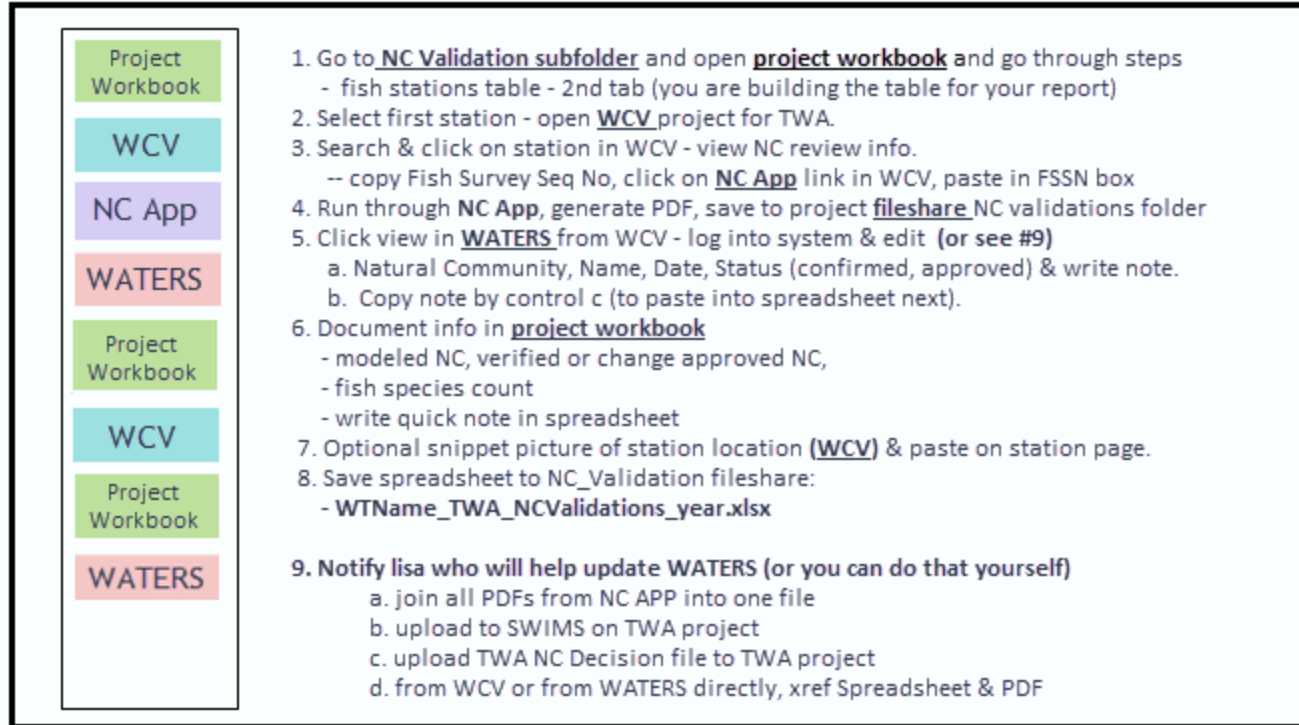 Project
Workbook
WCV
NC App
WATERS
Project
Workbook
WCV
Project
Workbook
WATERS
1. Go to NC Validation subfolder and open project workbook and go through steps
- fish stations table - 2nd tab (you are building the table for your report)
2. Select first station - open WCV project for TWA.
3. Search & click on station in WCV - view NC review info.
-- copy Fish Survey Seq No, click on NC App link in WCV, paste in FSSN box
4. Run through NC App, generate PDF, save to project fileshare NC validations folder
5. Click view in WATERS from WCV - log into system & edit (or see #9)
a. Natural Community, Name, Date, Status (confirmed, approved) & write note.
b. Copy note by control c (to paste into spreadsheet next).
6. Document info in project workbook
- modeled NC, verified or change approved NC,
- fish species count
- write quick note in spreadsheet
7. Optional snippet picture of station location (WCV) & paste on station page.
8. Save spreadsheet to NC_Validation fileshare:
- WTName_TWA_NCValidations_year.xlsx
9. Notify lisa who will help update WATERS (or you can do that yourself)
a. join all PDFs from NC APP into one file
b. upload to SWIMS on TWA project
c. upload TWA NC Decision file to TWA project
d. from WCV or from WATERS directly, xref Spreadsheet & PDF